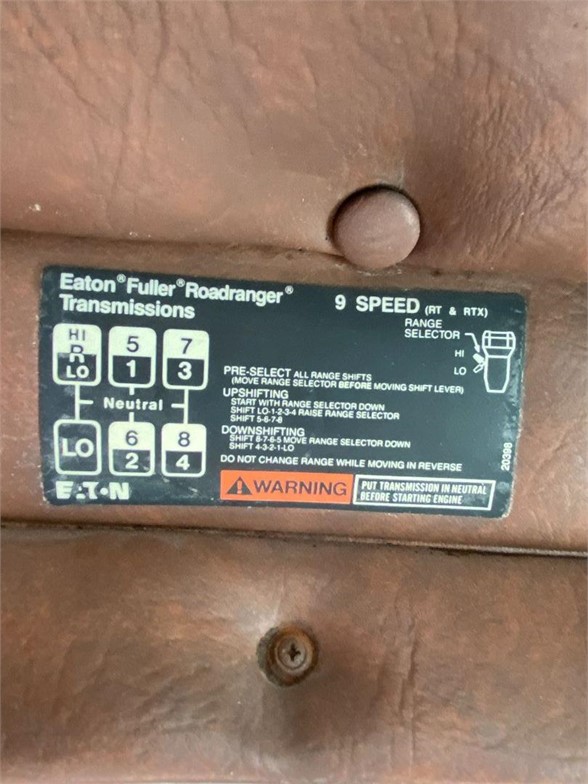 Eaton® Fuller® Roadranger®
Transmissions
9 SPEED (RT & RTX)
RANGE
SELECTOR
HI
LO
HI
R
LO
5
1
7
3
Neutral
LO
6
2
8
4
PRE-SELECT ALL RANGE SHIFTS
(MOVE RANGE SELECTOR BEFORE MOVING SHIFT LEVER)
UPSHIFTING
START WITH RANGE SELECTOR DOWN
SHIFT LO-1-2-3-4 RAISE RANGE SELECTOR
SHIFT 5-6-7-8
DOWNSHIFTING
SHIFT 8-7-6-5 MOVE RANGE SELECTOR DOWN
SHIFT 4-3-2-1-LO
DO NOT CHANGE RANGE WHILE MOVING IN REVERSE
20398
EATON
WARNING
PUT TRANSMISSION IN NEUTRAL
BEFORE STARTING ENGINE